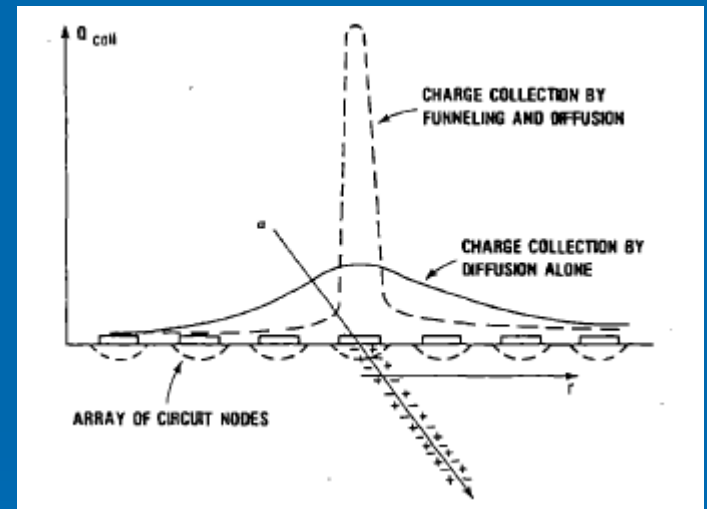 Q coll
CHARGE COLLECTION BY
FUNNELING AND DIFFUSION
α
CHARGE COLLECTION BY
DIFFUSION ALONE
r
ARRAY OF CIRCUIT NODES